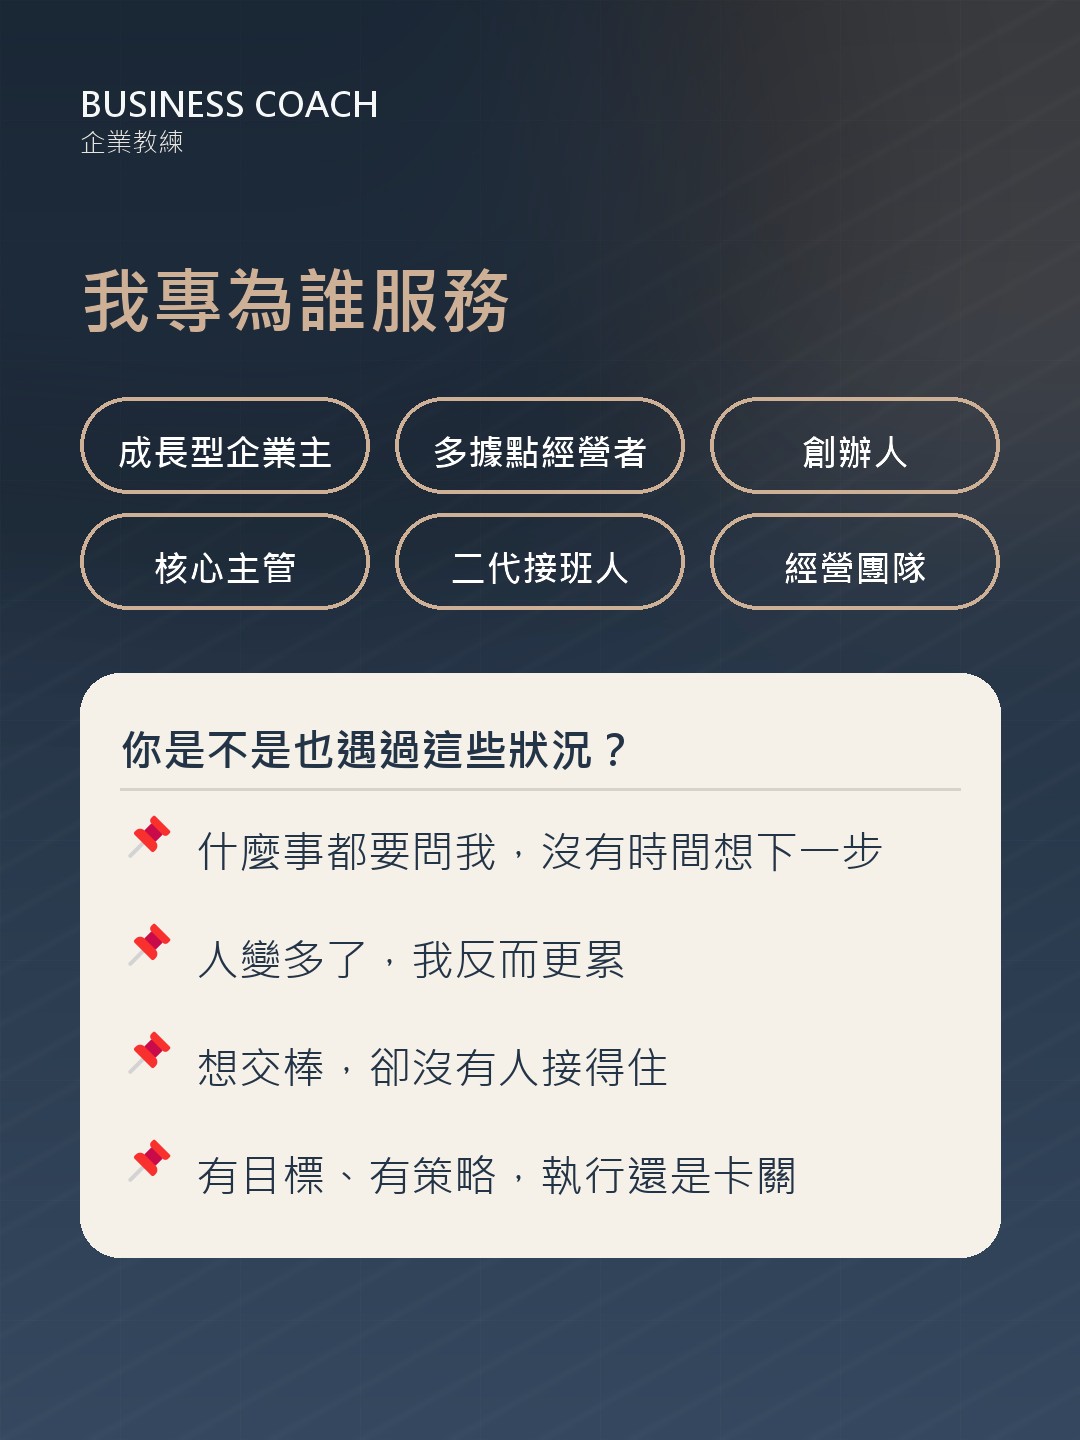 BUSINESS COACH
企業教練
我專為誰服務
成長型企業主
多據點經營者
創辦人
核心主管
二代接班人
經營團隊
你是不是也遇過這些狀況？
什麼事都要問我，沒有時間想下一步
人變多了，我反而更累
想交棒，卻沒有人接得住
有目標、有策略，執行還是卡關